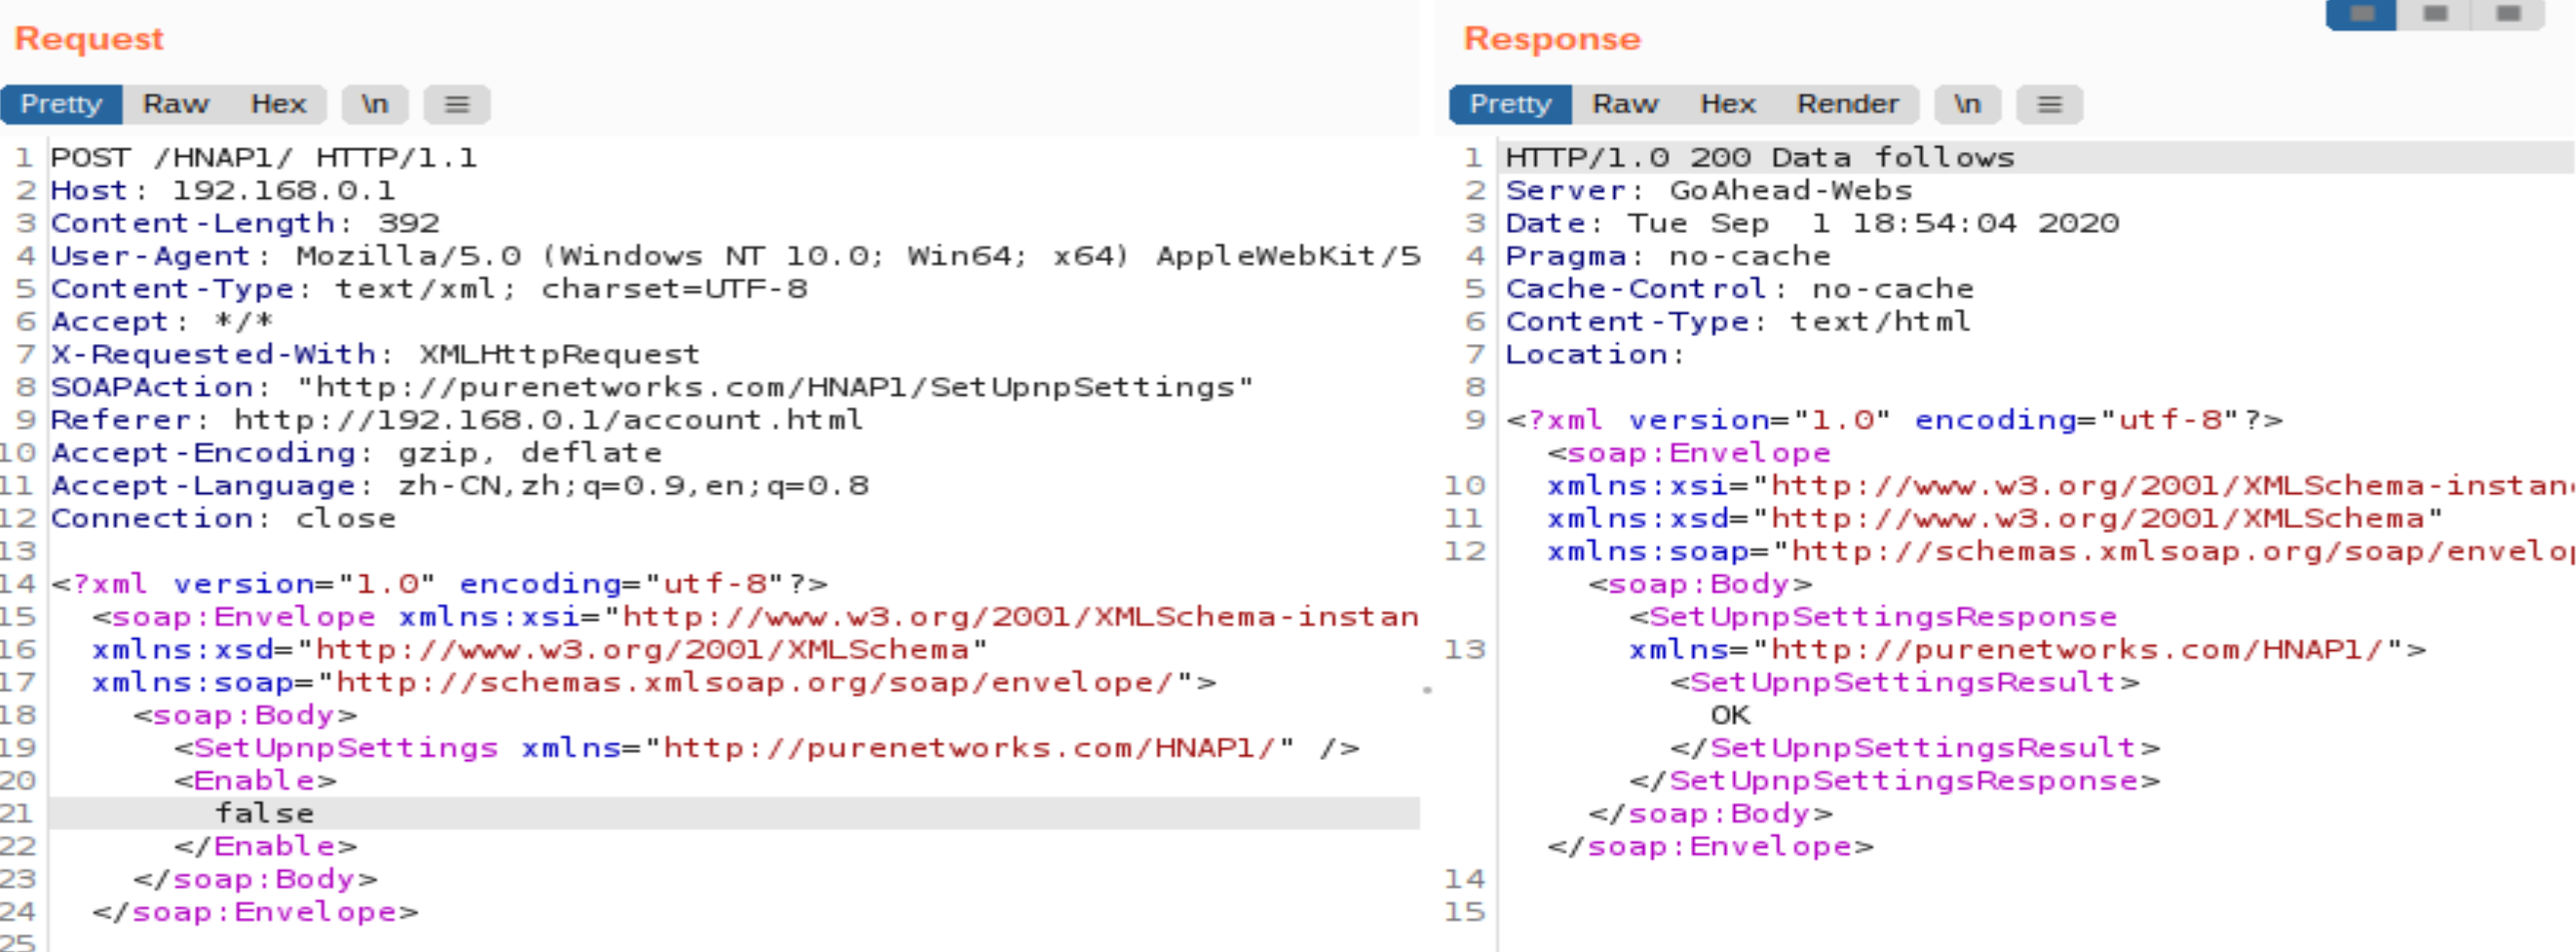 Request
Pretty Raw Hex \n ≡
1 POST /HNAP1/ HTTP/1.1
2 Host: 192.168.0.1
3 Content-Length: 392
4 User-Agent: Mozilla/5.0 (Windows NT 10.0; Win64; x64) AppleWebKit/5
5 Content-Type: text/xml; charset=UTF-8
6 Accept: */*
7 X-Requested-With: XMLHttpRequest
8 SOAPAction: "http://purenetworks.com/HNAP1/SetUpnpSettings"
9 Referer: http://192.168.0.1/account.html
10 Accept-Encoding: gzip, deflate
11 Accept-Language: zh-CN,zh;q=0.9,en;q=0.8
12 Connection: close
13
14 <?xml version="1.0" encoding="utf-8"?>
15 <soap:Envelope xmlns:xsi="http://www.w3.org/2001/XMLSchema-instan
16 xmlns:xsd="http://www.w3.org/2001/XMLSchema"
17 xmlns:soap="http://schemas.xmlsoap.org/soap/envelope/">
18 <soap:Body>
19 <SetUpnpSettings xmlns="http://purenetworks.com/HNAP1/" />
20 <Enable>
21 false
22 </Enable>
23 </soap:Body>
24 </soap:Envelope>
25
Response
Pretty Raw Hex Render \n ≡
1 HTTP/1.0 200 Data follows
2 Server: GoAhead-Webs
3 Date: Tue Sep  1 18:54:04 2020
4 Pragma: no-cache
5 Cache-Control: no-cache
6 Content-Type: text/html
7 Location:
8
9 <?xml version="1.0" encoding="utf-8"?>
<soap:Envelope
10 xmlns:xsi="http://www.w3.org/2001/XMLSchema-instan
11 xmlns:xsd="http://www.w3.org/2001/XMLSchema"
12 xmlns:soap="http://schemas.xmlsoap.org/soap/envelop
<soap:Body>
<SetUpnpSettingsResponse
13 xmlns="http://purenetworks.com/HNAP1/">
<SetUpnpSettingsResult>
OK
</SetUpnpSettingsResult>
</SetUpnpSettingsResponse>
</soap:Body>
</soap:Envelope>
14
15